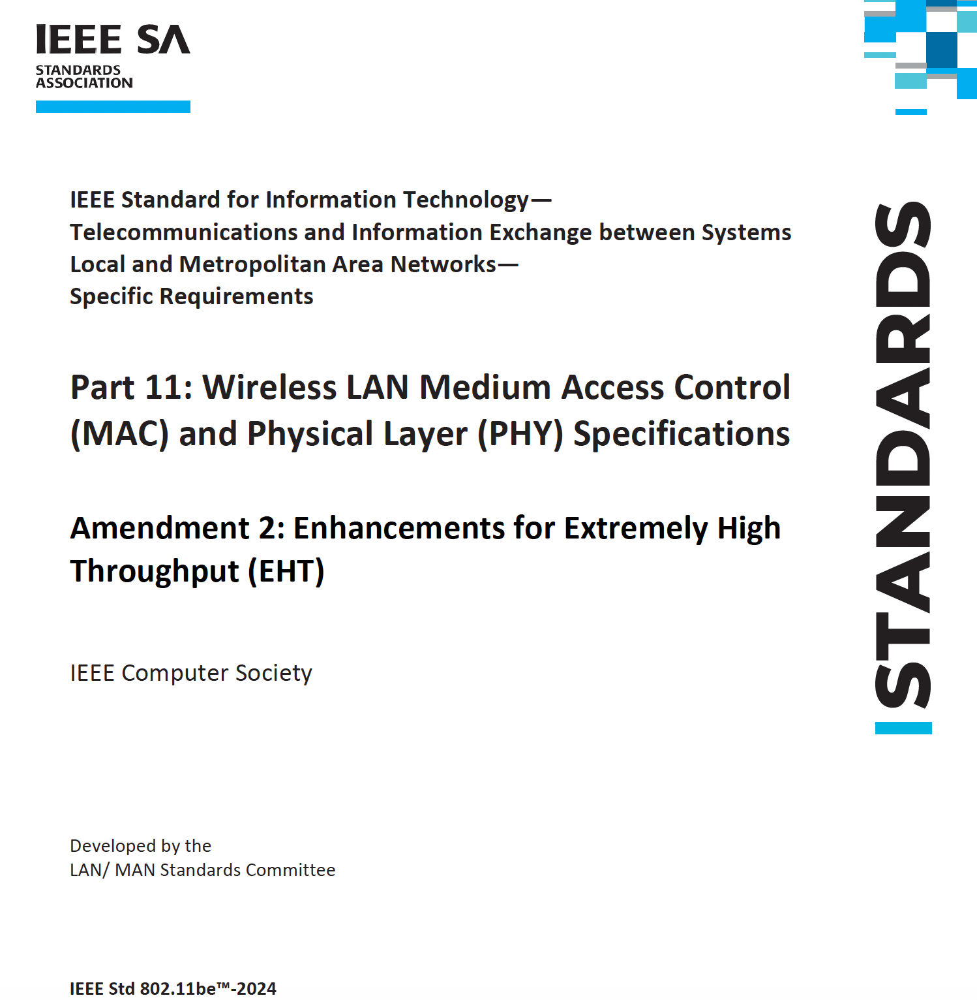 IEEE SA
STANDARDS
ASSOCIATION
IEEE Standard for Information Technology—
Telecommunications and Information Exchange between Systems
Local and Metropolitan Area Networks—
Specific Requirements
Part 11: Wireless LAN Medium Access Control
(MAC) and Physical Layer (PHY) Specifications
Amendment 2: Enhancements for Extremely High
Throughput (EHT)
IEEE Computer Society
Developed by the
LAN/ MAN Standards Committee
IEEE Std 802.11be™-2024
STANDARDS